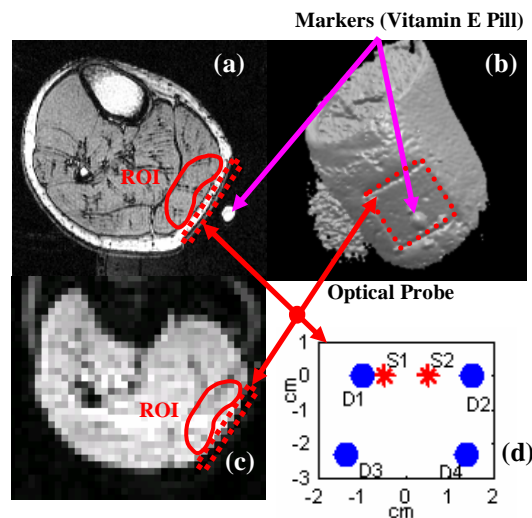 Markers (Vitamin E Pill)
(a)
(b)
ROI
Optical Probe
ROI
(c)
1
0
-1
-2
-3
cm
S1
S2
D1
D2
D3
D4
(d)
-2
0
2
cm